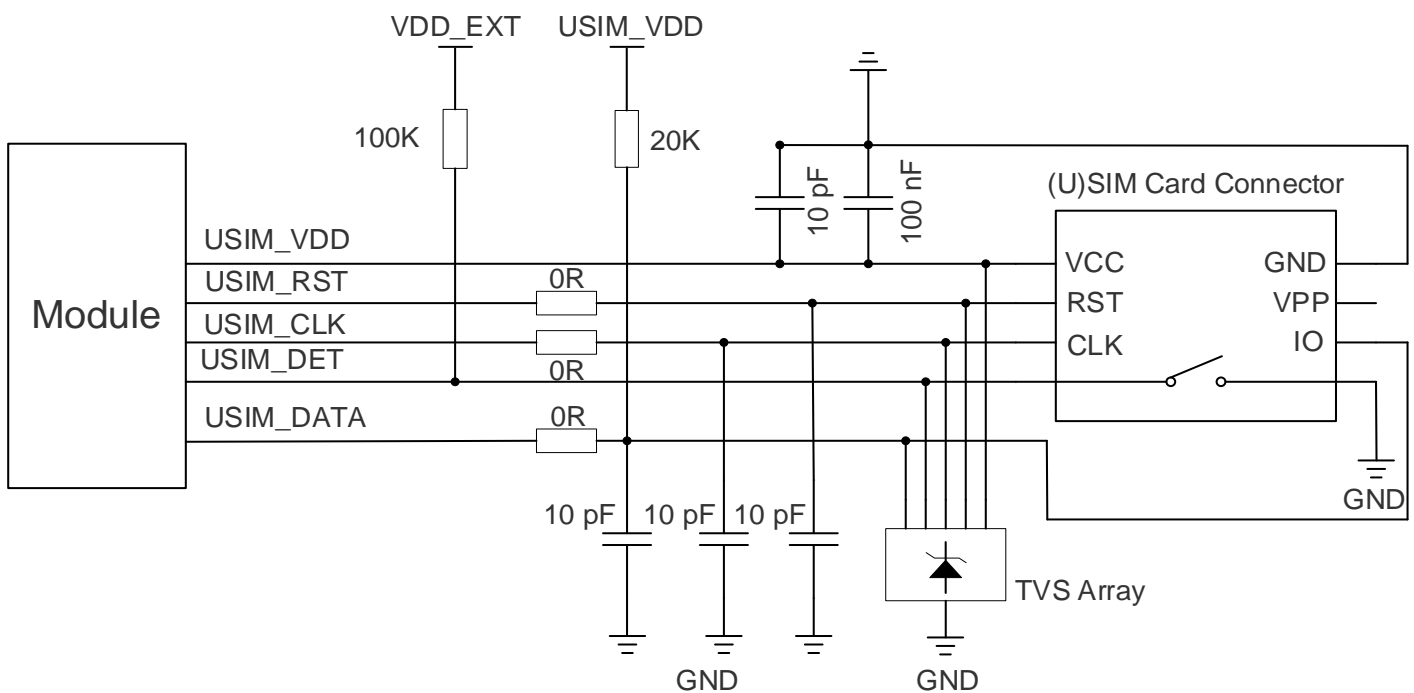 VDD_EXT USIM_VDD
100K 20K
10 pF 100 nF
(U)SIM Card Connector
Module
USIM_VDD
USIM_RST 0R
USIM_CLK
USIM_DET 0R
USIM_DATA 0R
VCC GND
RST VPP
CLK IO
GND
10 pF 10 pF 10 pF
TVS Array
GND GND